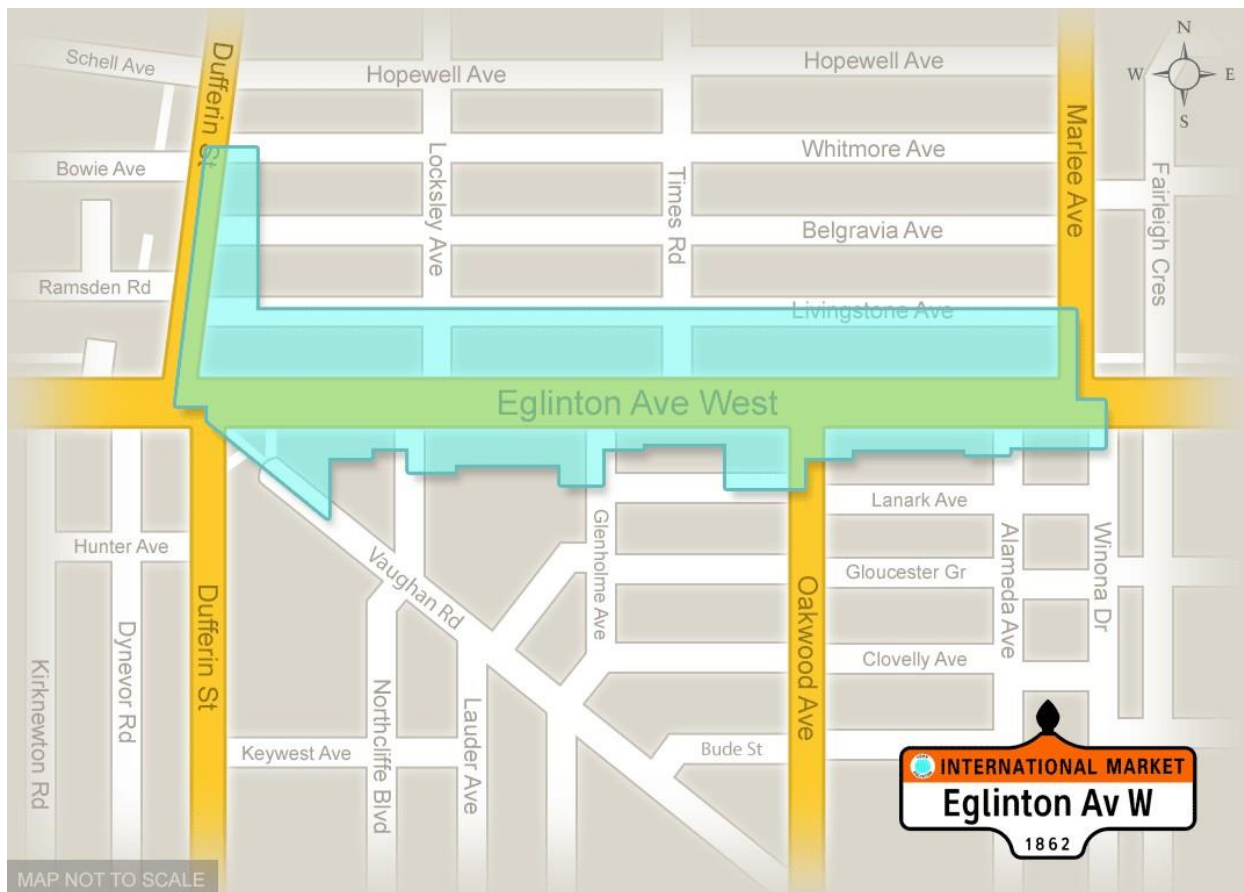 N
W E
S
Schell Ave
Dufferin St
Hopewell Ave
Hopewell Ave
Marlee Ave
Bowie Ave
Locksley Ave
Times Rd
Whitmore Ave
Fairleigh Cres
Belgravia Ave
Ramsden Rd
Livingstone Ave
Eglinton Ave West
Lanark Ave
Hunter Ave
Vaughan Rd
Glenholme Ave
Gloucester Gr
Alameda Ave
Winona Dr
Dufferin St
Oakwood Ave
Dynevor Rd
Kirknewton Rd
Clovelly Ave
Northcliffe Blvd
Lauder Ave
Keywest Ave
Bude St
INTERNATIONAL MARKET
Eglinton Av W
1862
MAP NOT TO SCALE